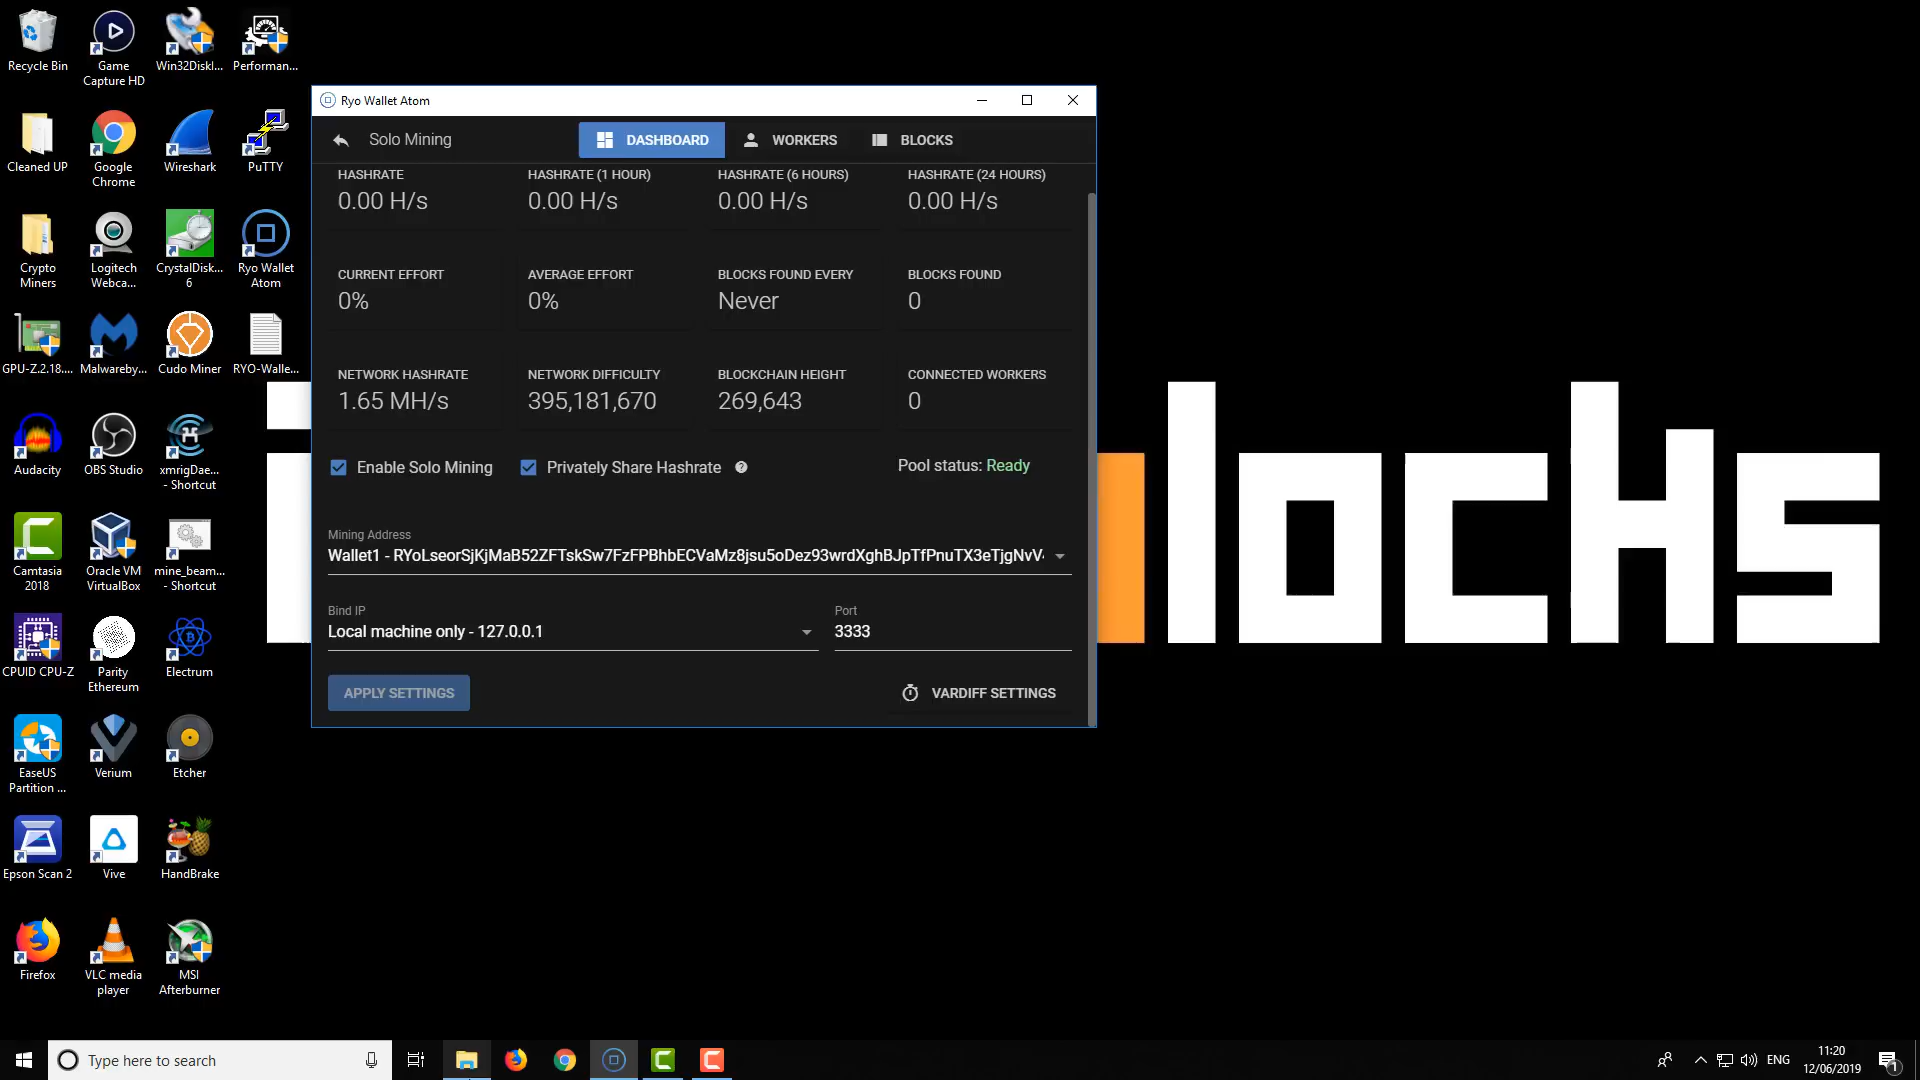 Recycle Bin
Game
Capture HD
Win32Diskl...
Performan...
Cleaned UP
Google
Chrome
Wireshark
PuTTY
Crypto
Miners
Logitech
Webca...
CrystalDisk...
6
Ryo Wallet
Atom
GPU-Z.2.18....
Malwareby...
Cudo Miner
RYO-Walle...
Audacity
OBS Studio
xmrigDae...
- Shortcut
Camtasia
2018
Oracle VM
VirtualBox
mine_beam...
- Shortcut
CPUID CPU-Z
Parity
Ethereum
Electrum
EaseUS
Partition ...
Verium
Etcher
Epson Scan 2
Vive
HandBrake
Firefox
VLC media
player
MSI
Afterburner
Ryo Wallet Atom
Solo Mining
DASHBOARD
WORKERS
BLOCKS
HASHRATE
0.00 H/s
HASHRATE (1 HOUR)
0.00 H/s
HASHRATE (6 HOURS)
0.00 H/s
HASHRATE (24 HOURS)
0.00 H/s
CURRENT EFFORT
0%
AVERAGE EFFORT
0%
BLOCKS FOUND EVERY
Never
BLOCKS FOUND
0
NETWORK HASHRATE
1.65 MH/s
NETWORK DIFFICULTY
395,181,670
BLOCKCHAIN HEIGHT
269,643
CONNECTED WORKERS
0
Enable Solo Mining
Privately Share Hashrate
Pool status: Ready
Mining Address
Wallet1 - RYoLseorSjKjMaB52ZFTskSw7FzFPBhbECVaMz8jsu5oDez93wrdXghBJpTfPnuTX3eTjgNvV
Bind IP
Local machine only - 127.0.0.1
Port
3333
APPLY SETTINGS
VARDIFF SETTINGS
locks
Type here to search
ENG
11:20
12/06/2019
1